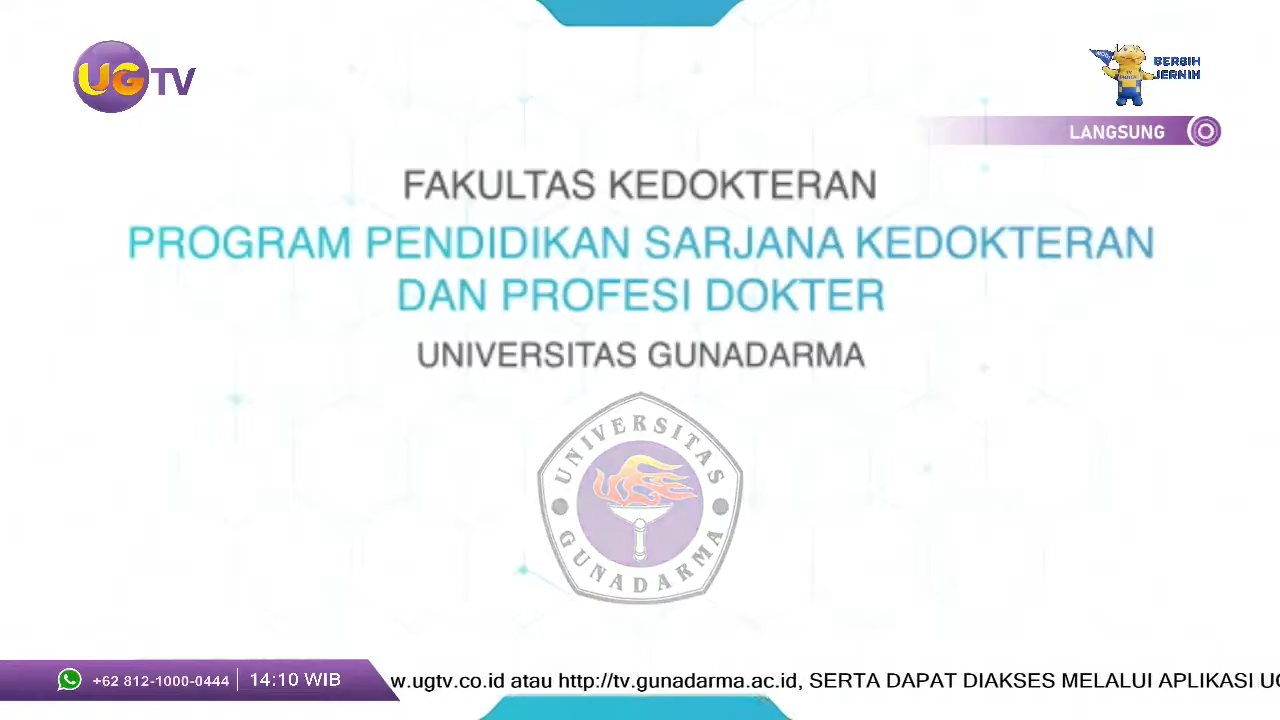 UGTV
BERSIH
JERNIH
LANGSUNG
FAKULTAS KEDOKTERAN
PROGRAM PENDIDIKAN SARJANA KEDOKTERAN
DAN PROFESI DOKTER
UNIVERSITAS GUNADARMA
UNIVERSITAS
GUNADARMA
+62 812-1000-0444 14:10 WIB
w.ugtv.co.id atau http://tv.gunadarma.ac.id, SERTA DAPAT DIAKSES MELALUI APLIKASI UG